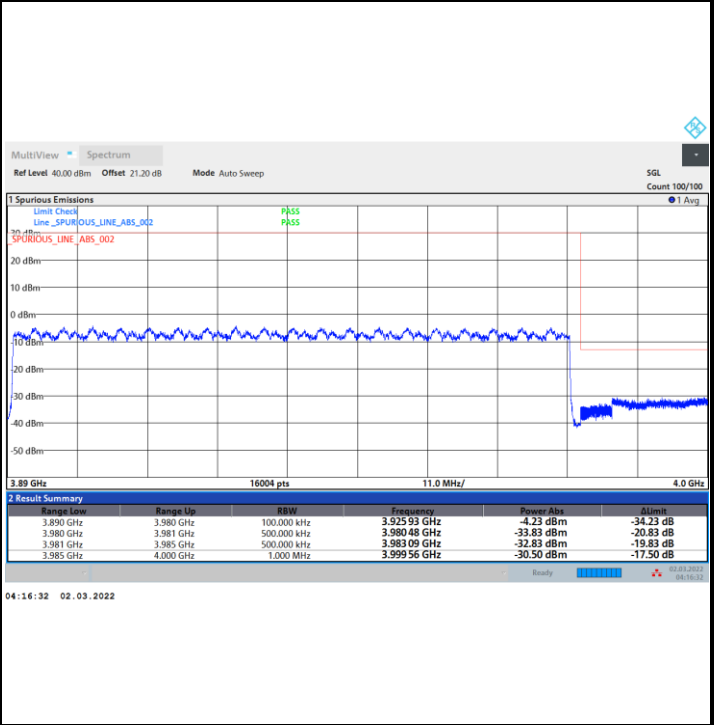 MultiView Spectrum
Ref Level 40.00 dBm Offset 21.20 dB Mode Auto Sweep SGL
Count 100/100
1 Spurious Emissions 1 Avg
Limit Check PASS
Line _SPURIOUS_LINE_ABS_002 PASS
30 dBm
_SPURIOUS_LINE_ABS_002
20 dBm
10 dBm
0 dBm
-10 dBm
-20 dBm
-30 dBm
-40 dBm
-50 dBm
3.89 GHz 16004 pts 11.0 MHz/ 4.0 GHz
2 Result Summary
Range Low Range Up RBW Frequency Power Abs ΔLimit
3.890 GHz 3.980 GHz 100.000 kHz 3.92593 GHz -4.23 dBm -34.23 dB
3.980 GHz 3.981 GHz 500.000 kHz 3.98048 GHz -33.83 dBm -20.83 dB
3.981 GHz 3.985 GHz 500.000 kHz 3.98309 GHz -32.83 dBm -19.83 dB
3.985 GHz 4.000 GHz 1.000 MHz 3.99956 GHz -30.50 dBm -17.50 dB
Ready 02.03.2022
04:16:32
04:16:32 02.03.2022